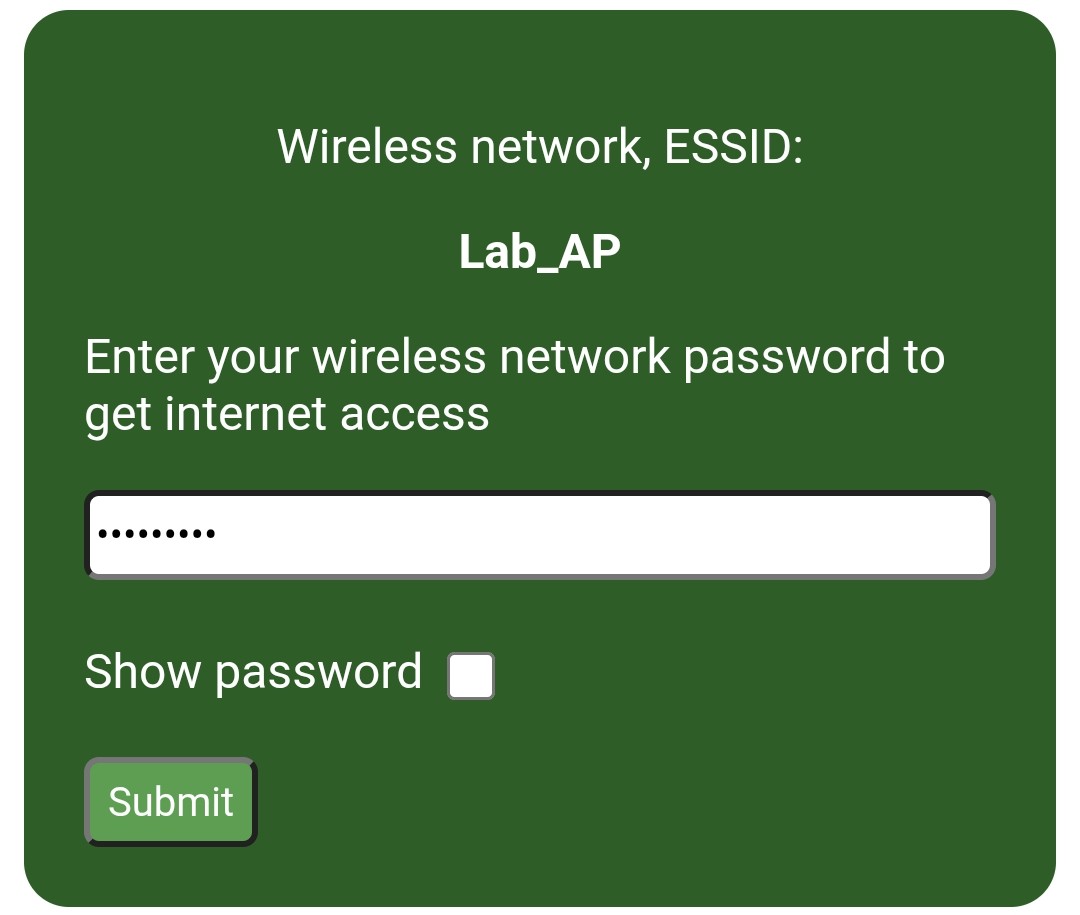 Wireless network, ESSID:
Lab_AP
Enter your wireless network password to
get internet access
•••••••••
Show password
Submit